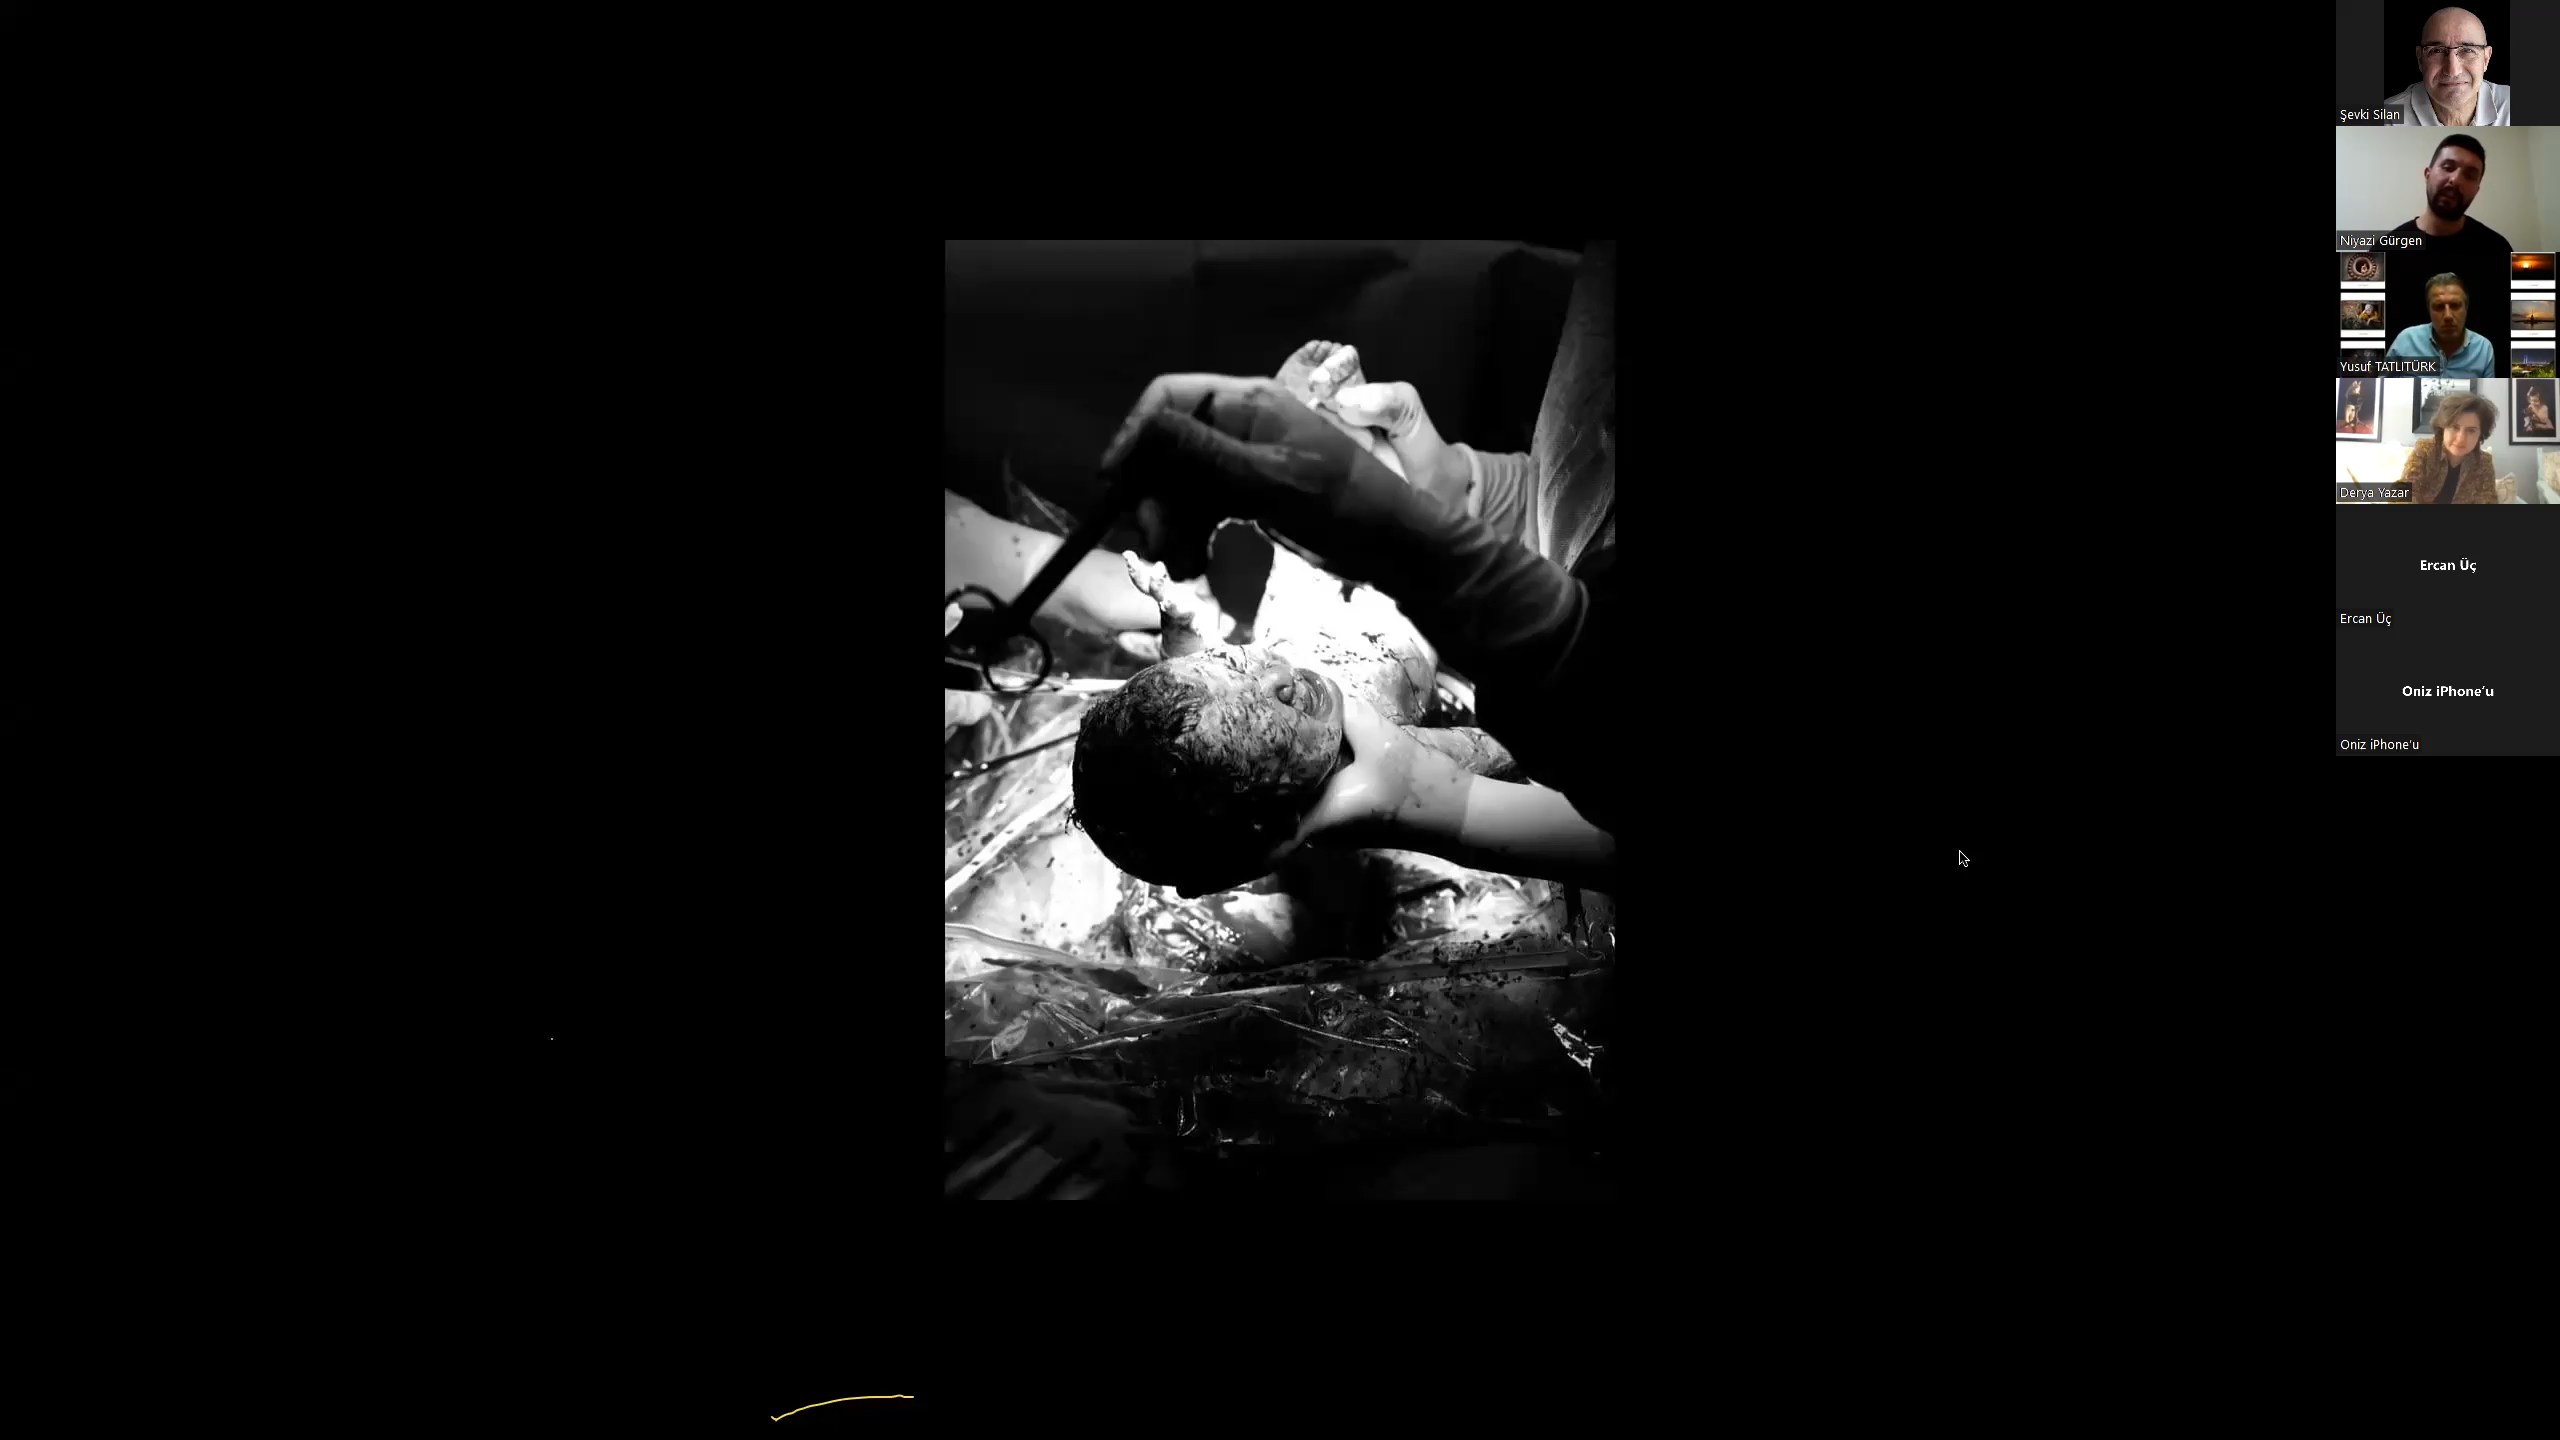 Şevki Silan
Niyazi Gürgen
Yusuf TATLITÜRK
Derya Yazar
Ercan Üç
Ercan Üç
Oniz iPhone'u
Oniz iPhone'u